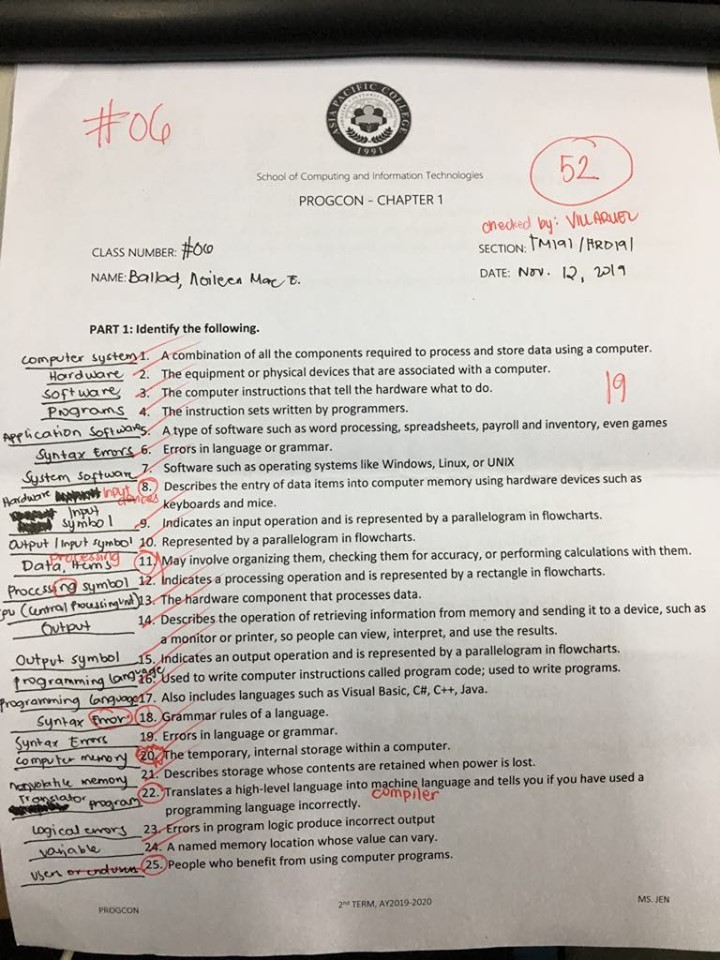 #06
ASIA PACIFIC COLLEGE
1991
52
School of Computing and Information Technologies
PROGCON - CHAPTER 1
checked by: VILLARUEL
CLASS NUMBER: #06
SECTION: TM191/HRD191
NAME: Ballad, Noileen Mae E.
DATE: Nov. 12, 2019
PART 1: Identify the following.
19
Computer system 1. A combination of all the components required to process and store data using a computer.
Hardware 2. The equipment or physical devices that are associated with a computer.
Software 3. The computer instructions that tell the hardware what to do.
Programs 4. The instruction sets written by programmers.
Application Softwares 5. A type of software such as word processing, spreadsheets, payroll and inventory, even games
Syntax Errors 6. Errors in language or grammar.
System Software 7. Software such as operating systems like Windows, Linux, or UNIX
Hardware Input devices 8. Describes the entry of data items into computer memory using hardware devices such as
keyboards and mice.
Input symbol 9. Indicates an input operation and is represented by a parallelogram in flowcharts.
Output/Input symbol 10. Represented by a parallelogram in flowcharts.
processing
Data, Items 11. May involve organizing them, checking them for accuracy, or performing calculations with them.
Processing symbol 12. Indicates a processing operation and is represented by a rectangle in flowcharts.
CPU (Central Processing Unit) 13. The hardware component that processes data.
Output 14. Describes the operation of retrieving information from memory and sending it to a device, such as
a monitor or printer, so people can view, interpret, and use the results.
Output symbol 15. Indicates an output operation and is represented by a parallelogram in flowcharts.
Programming language 16. Used to write computer instructions called program code; used to write programs.
Programming Language 17. Also includes languages such as Visual Basic, C#, C++, Java.
Syntax Error 18. Grammar rules of a language.
Syntax Errors 19. Errors in language or grammar.
Computer memory 20. The temporary, internal storage within a computer.
nonvolatile memory 21. Describes storage whose contents are retained when power is lost.
Translator program 22. Translates a high-level language into machine language and tells you if you have used a
programming language incorrectly. compiler
Logical errors 23. Errors in program logic produce incorrect output
Variable 24. A named memory location whose value can vary.
Users or endusers 25. People who benefit from using computer programs.
PROGCON
2ND TERM, AY2019-2020
MS. JEN